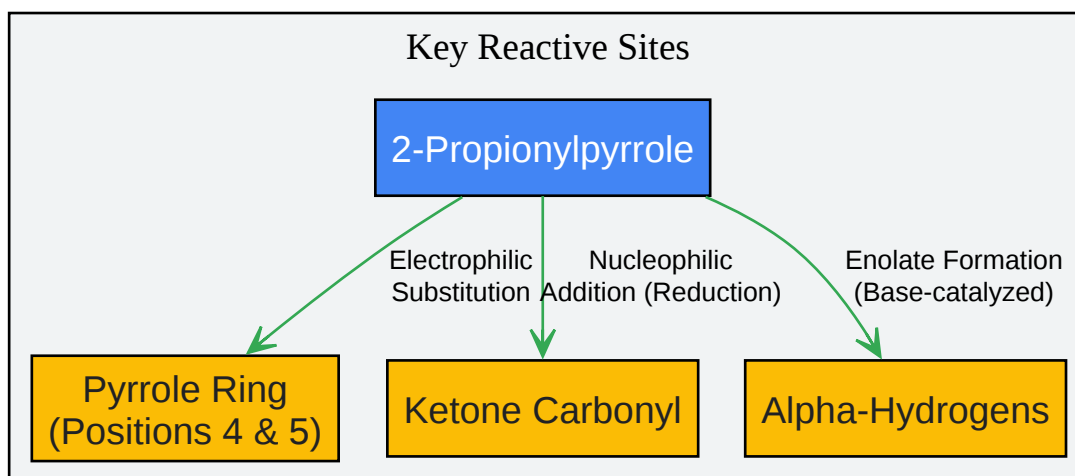 Key Reactive Sites
2-Propionylpyrrole
Electrophilic
Substitution
Nucleophilic
Addition (Reduction)
Enolate Formation
(Base-catalyzed)
Pyrrole Ring
(Positions 4 & 5)
Ketone Carbonyl
Alpha-Hydrogens